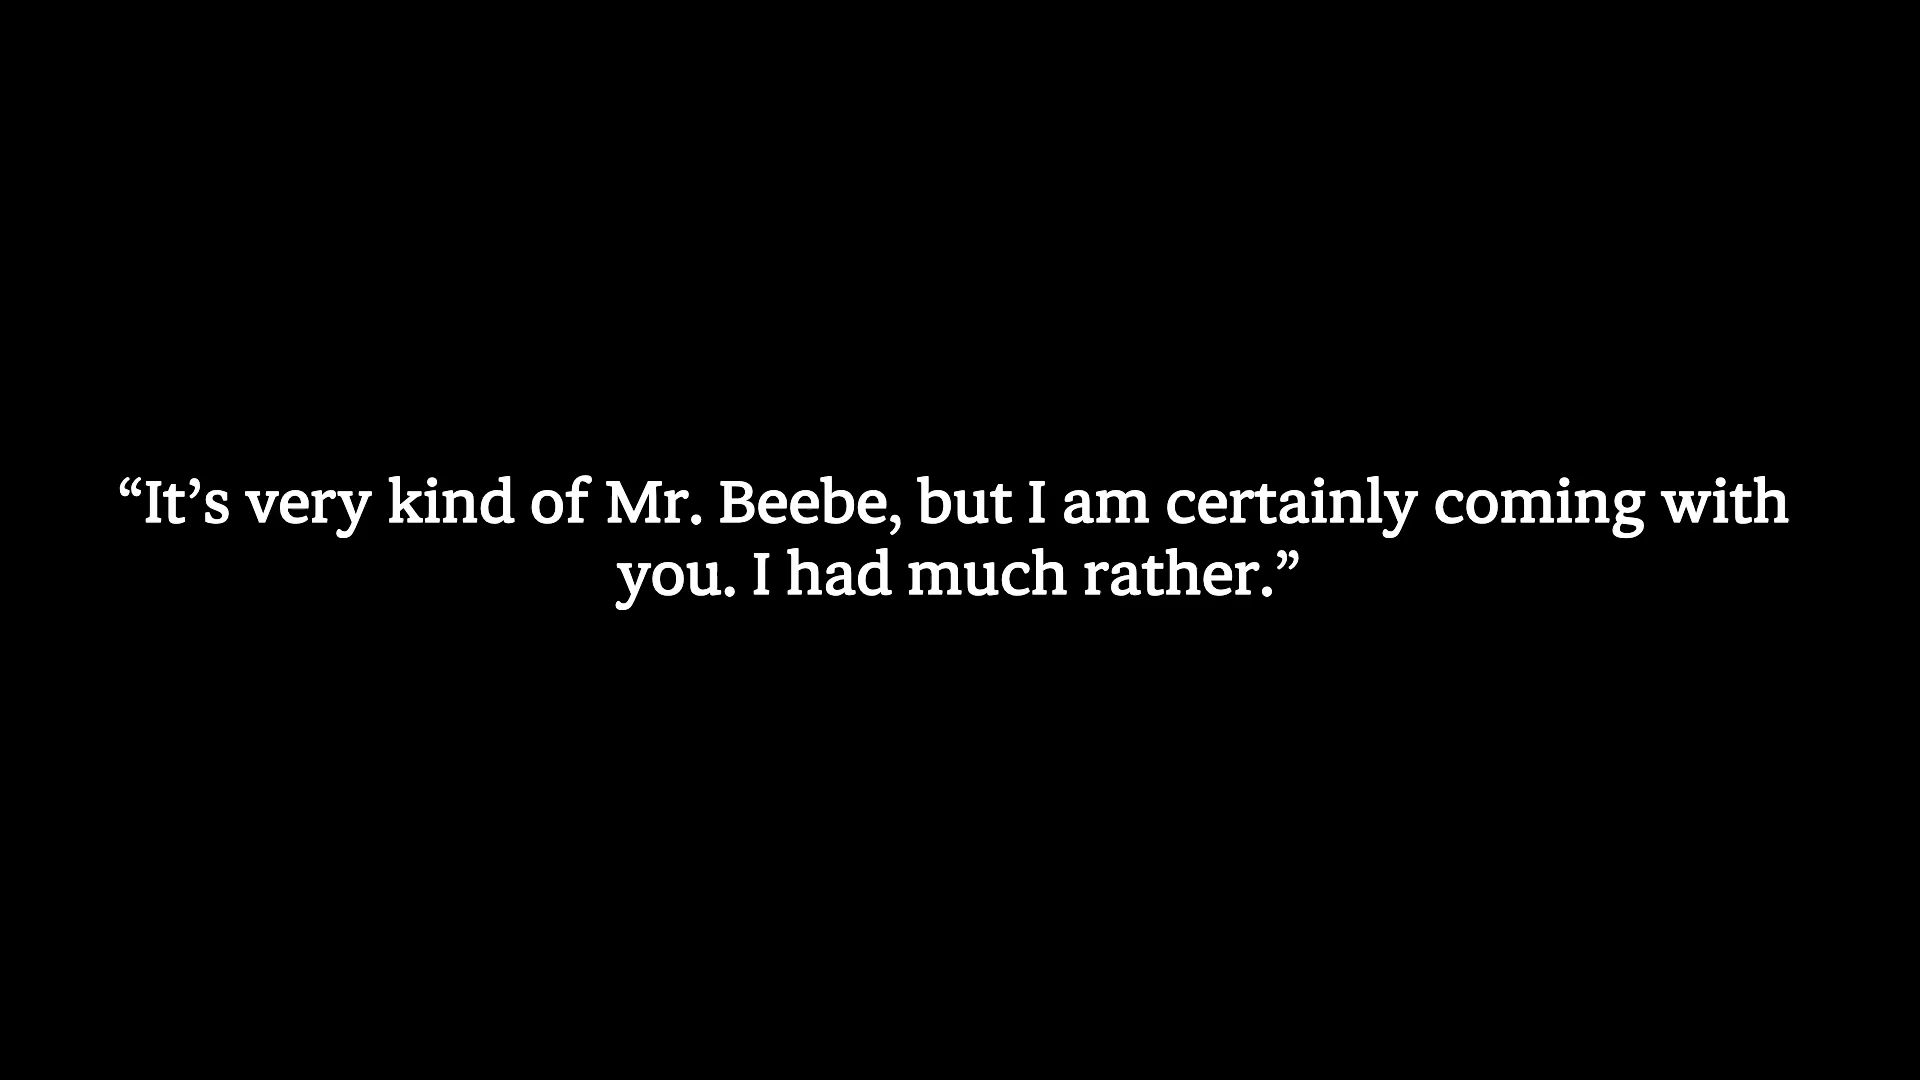 “It’s very kind of Mr. Beebe, but I am certainly coming with
you. I had much rather.”